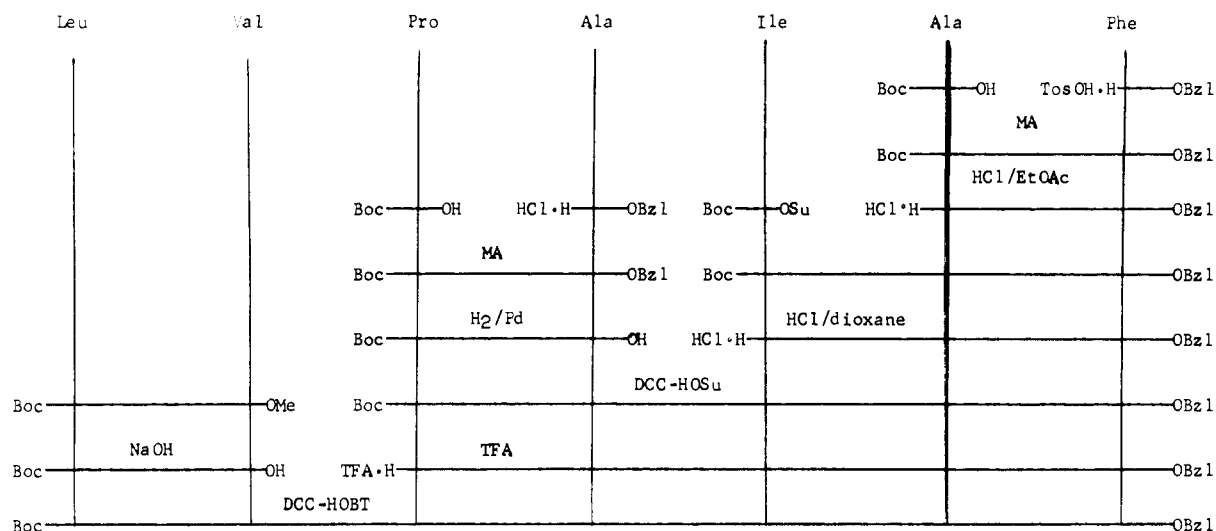 Leu Val Pro Ala Ile Ala Phe
Boc OH TosOH·H OBzl
MA
Boc OBzl
HCl/EtOAc
Boc OH HCl·H OBzl Boc OSu HCl·H OBzl
MA
Boc OBzl Boc OBzl
H2/Pd HCl/dioxane
Boc OH HCl·H OBzl
DCC-HOSu
Boc OMe Boc OBzl
NaOH TFA
Boc OH TFA·H OBzl
DCC-HOBT
Boc OBzl